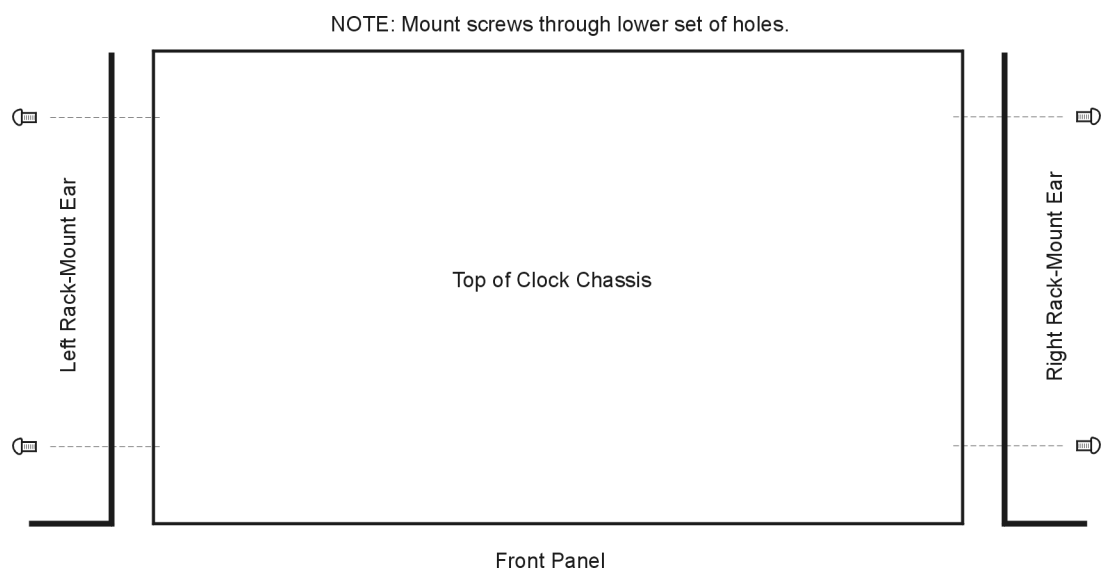 NOTE: Mount screws through lower set of holes.
Left Rack-Mount Ear
Top of Clock Chassis
Right Rack-Mount Ear
Front Panel